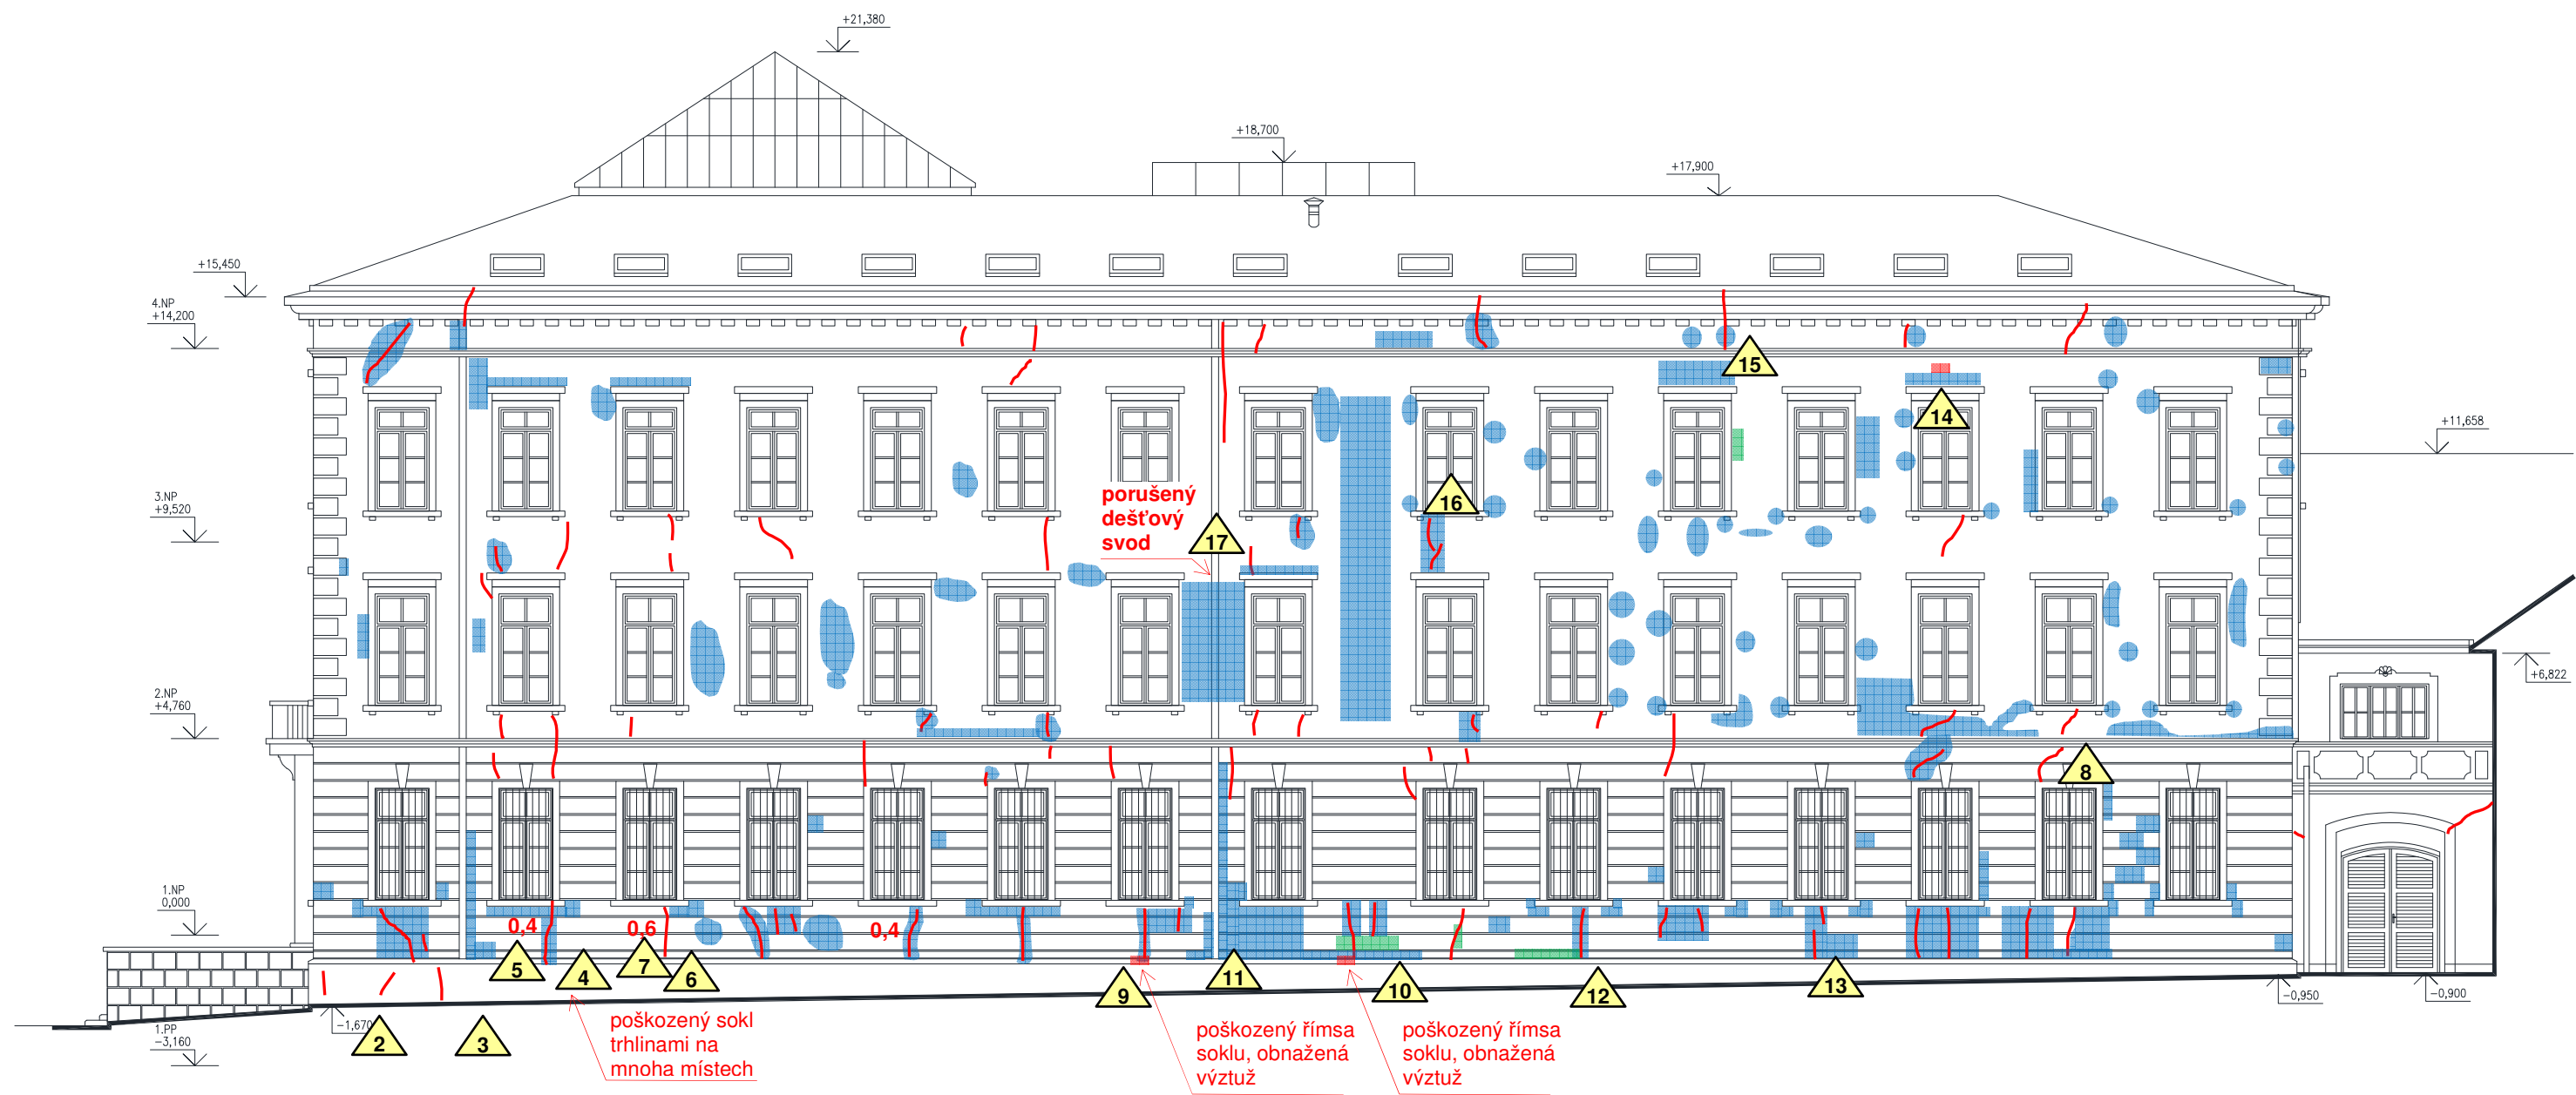 +21,380
+18,700
+17,900
+15,450
4.NP
+14,200
15
14
+11,658
3.NP
+9,520
porušený
dešťový
svod
16
17
+6,822
2.NP
+4,760
8
1.NP
0,000
0,4
0,6
0,4
5
4
7
6
9
11
10
12
13
-1,670
-0,950
-0,900
1.PP
-3,160
2
3
poškozený sokl
trhlinami na
mnoha místech
poškozený římsa
soklu, obnažená
výztuž
poškozený římsa
soklu, obnažená
výztuž